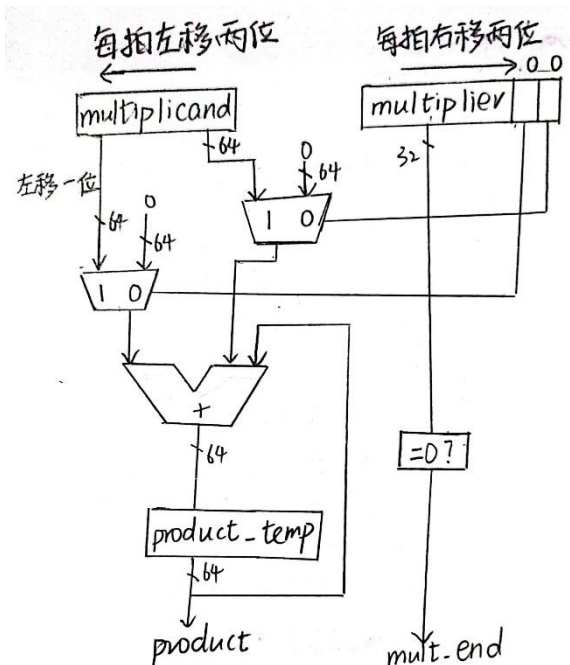 每拍左移两位
每拍右移两位
0 0
multiplicand
multiplier
64
0
64
32
左移一位
64
0
64
1 0
1 0
+
64
=0?
product_temp
64
product
mult_end